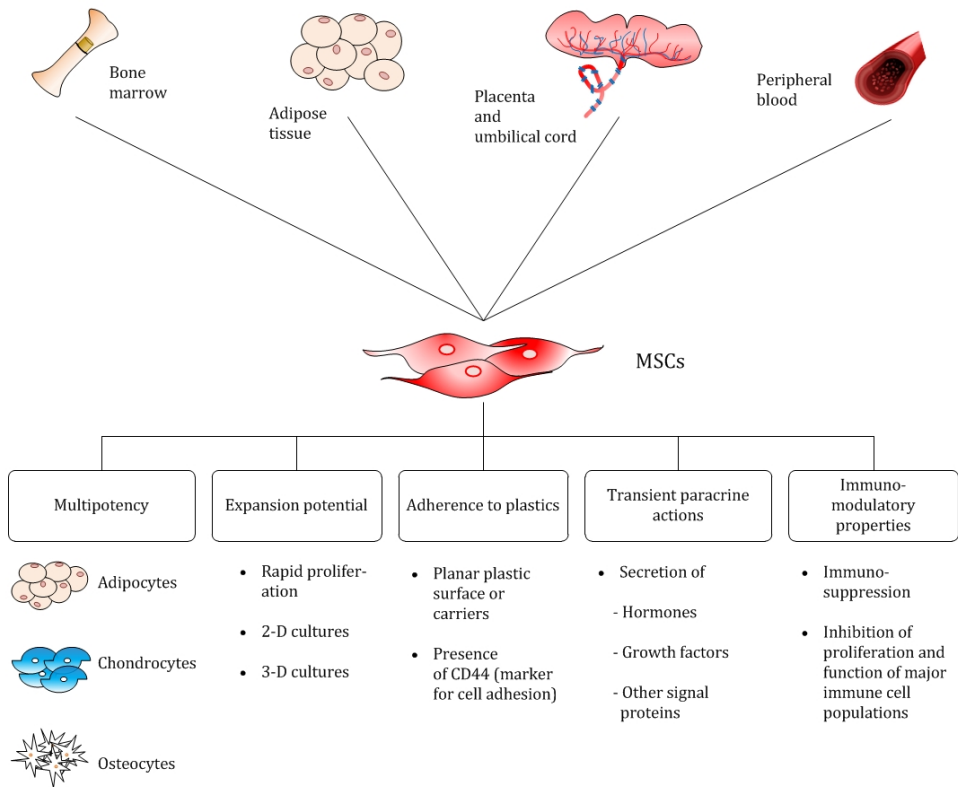 Bone
marrow
Adipose
tissue
Placenta
and
umbilical cord
Peripheral
blood
MSCs
Multipotency
Expansion potential
Adherence to plastics
Transient paracrine
actions
Immuno-
modulatory
properties
Adipocytes
Chondrocytes
Osteocytes
• Rapid prolifer-
ation
• 2-D cultures
• 3-D cultures
• Planar plastic
surface or
carriers
• Presence
of CD44 (marker
for cell adhesion)
• Secretion of
- Hormones
- Growth factors
- Other signal
proteins
• Immuno-
suppression
• Inhibition of
proliferation and
function of major
immune cell
populations